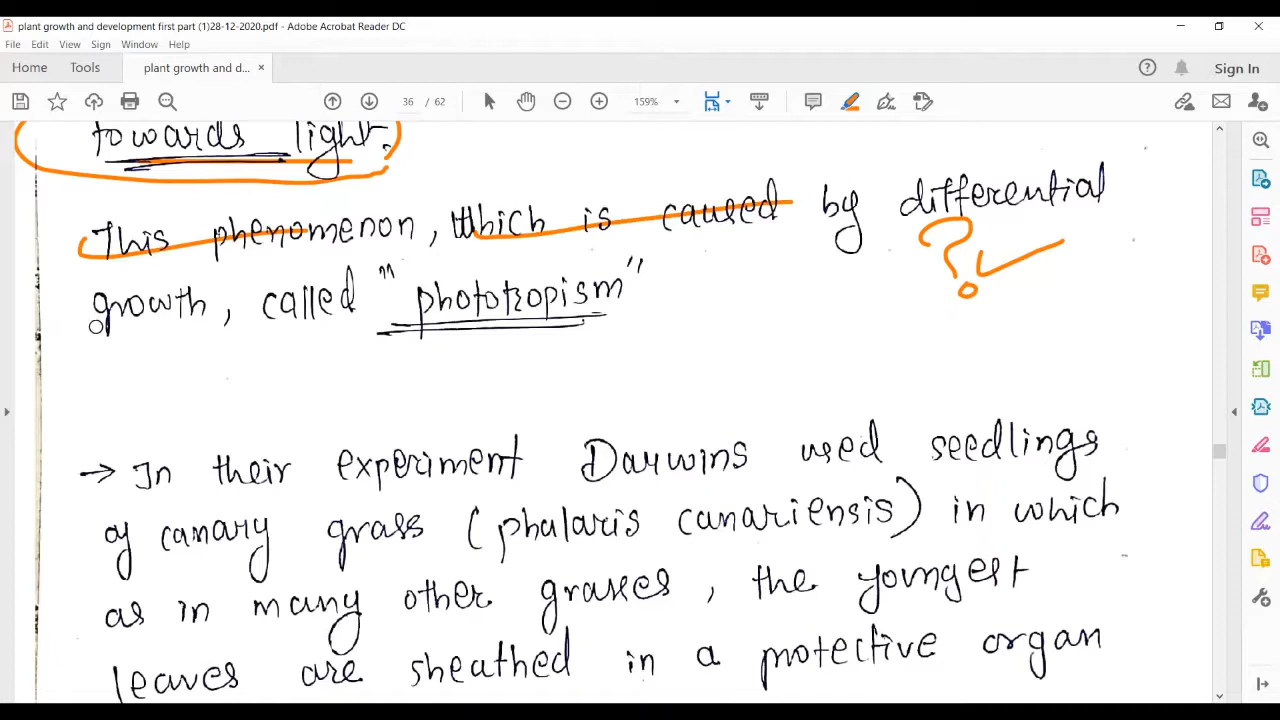 plant growth and development first part (1)28-12-2020.pdf - Adobe Acrobat Reader DC
File Edit View Sign Window Help
Home Tools plant growth and d... × Sign In
36 / 62 159%
towards light.
This phenomenon, Which is caused by differential
?
growth, called "phototropism"
→ In their experiment Darwins used seedlings
of canary grass (phalaris canariensis) in which
as in many other grasses, the youngest
leaves are sheathed in a protective organ